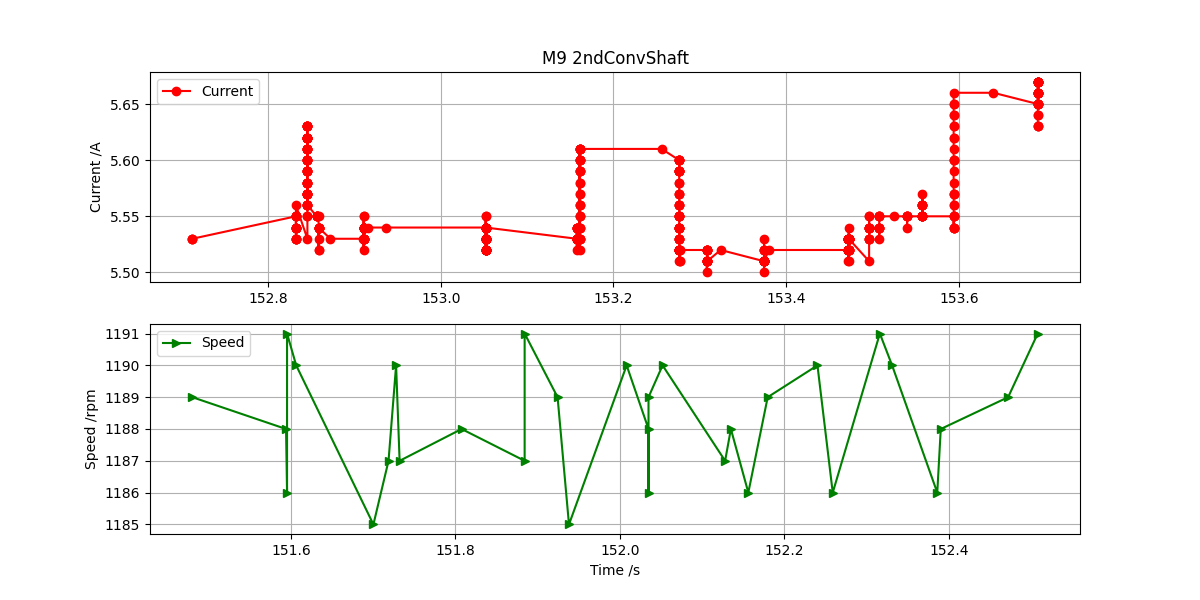 M9 2ndConvShaft
Current
Current /A
5.65
5.60
5.55
5.50
152.8 153.0 153.2 153.4 153.6
Speed
Speed /rpm
1191
1190
1189
1188
1187
1186
1185
151.6 151.8 152.0 152.2 152.4
Time /s